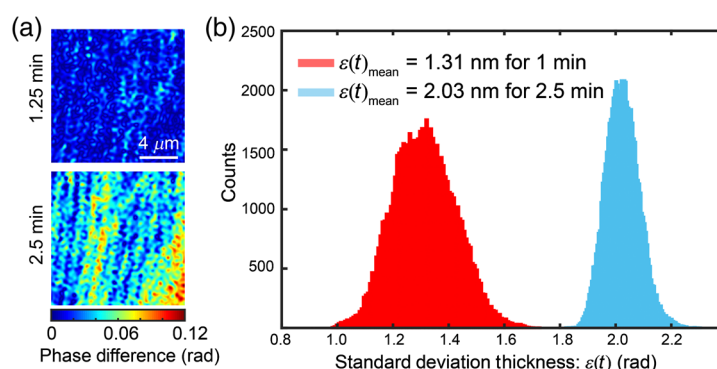 (a)
1.25 min
4 μm
2.5 min
0 0.06 0.12
Phase difference (rad)
(b)
2500
2000
1500
1000
500
Counts
ε(t)mean = 1.31 nm for 1 min
ε(t)mean = 2.03 nm for 2.5 min
0.8 1.0 1.2 1.4 1.6 1.8 2.0 2.2
Standard deviation thickness: ε(t) (rad)